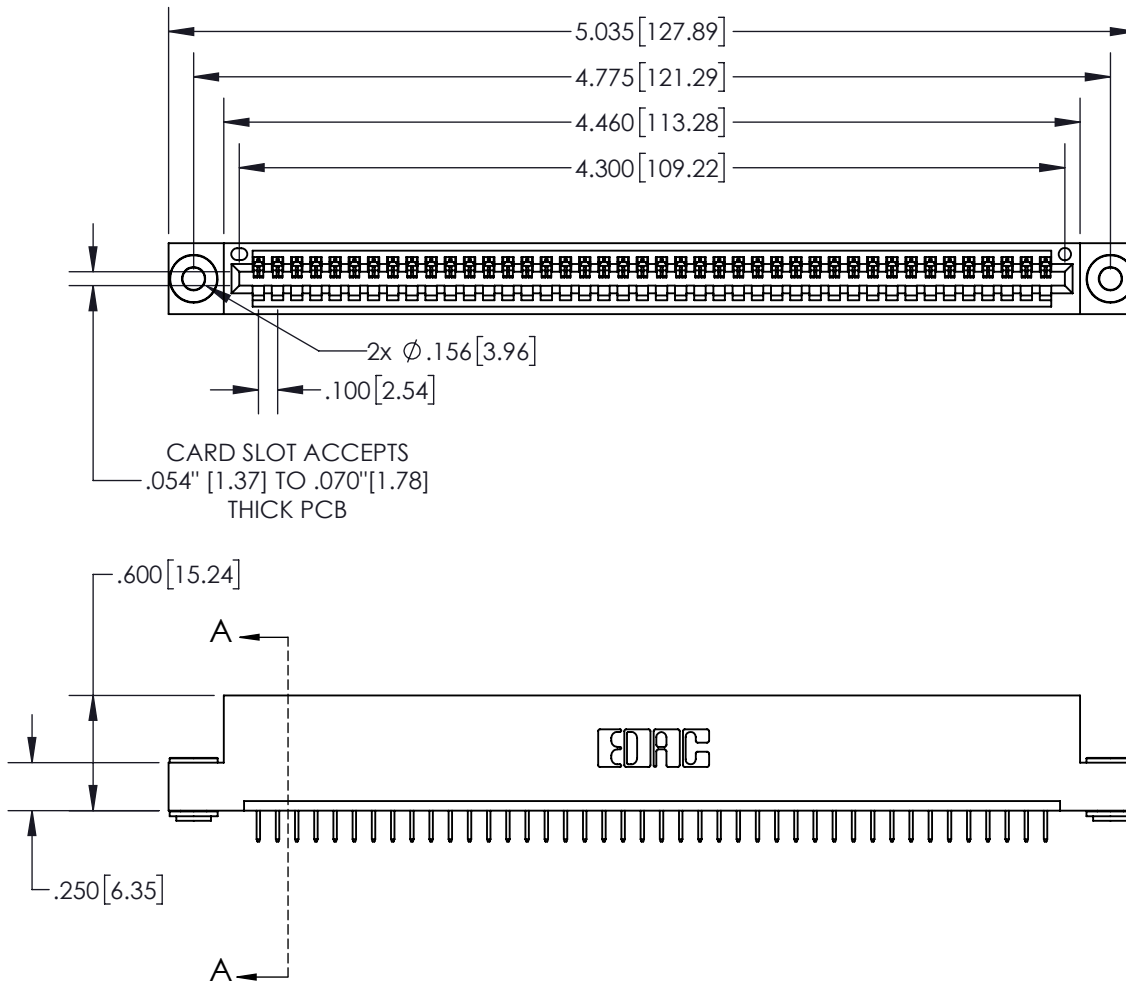 5.035[127.89]
4.775[121.29]
4.460[113.28]
4.300[109.22]
2x Ø.156[3.96]
.100[2.54]
CARD SLOT ACCEPTS
.054" [1.37] TO .070"[1.78]
THICK PCB
.600[15.24]
A
EDAC
.250[6.35]
A